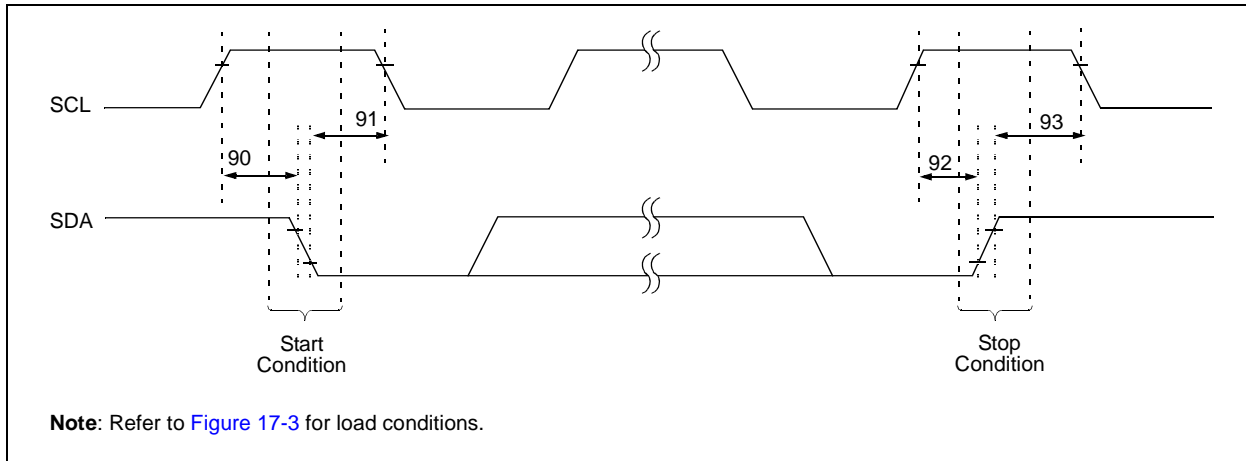 SCL
91
93
90
92
SDA
Start
Condition
Stop
Condition
Note: Refer to Figure 17-3 for load conditions.